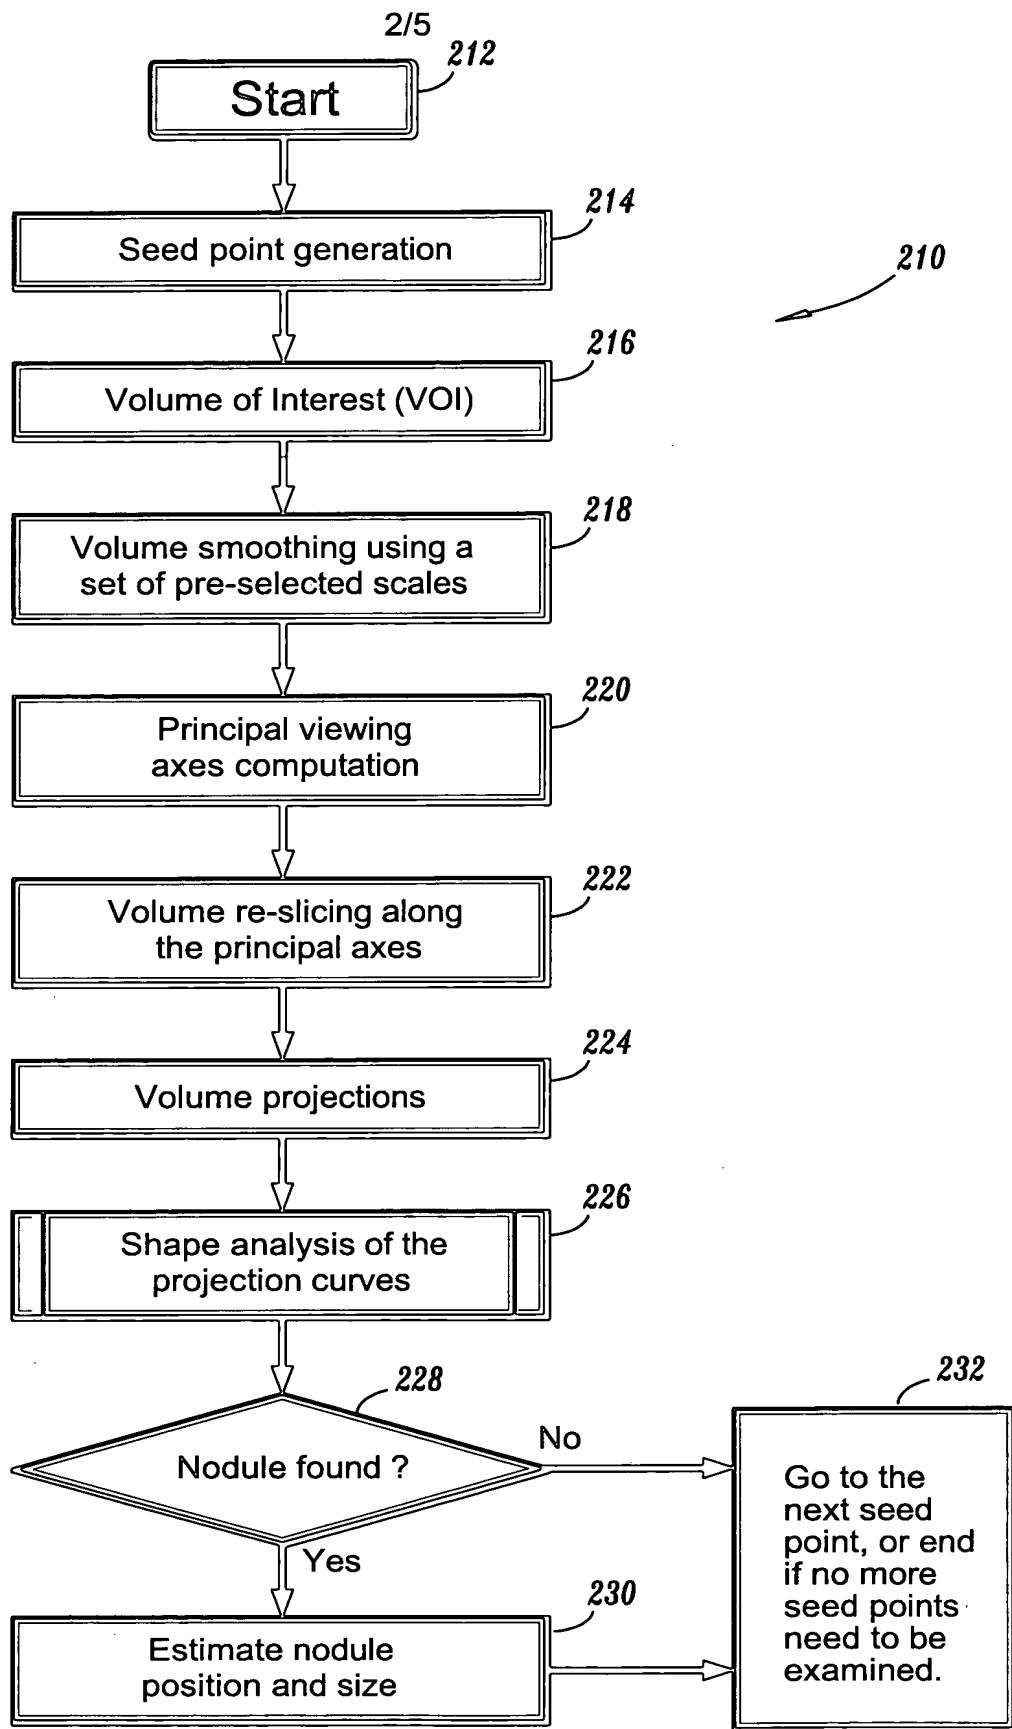 2/5
212
Start
214
Seed point generation
210
216
Volume of Interest (VOI)
218
Volume smoothing using a
set of pre-selected scales
220
Principal viewing
axes computation
222
Volume re-slicing along
the principal axes
224
Volume projections
226
Shape analysis of the
projection curves
228
Nodule found ?
No
Yes
230
Estimate nodule
position and size
232
Go to the
next seed
point, or end
if no more
seed points
need to be
examined.